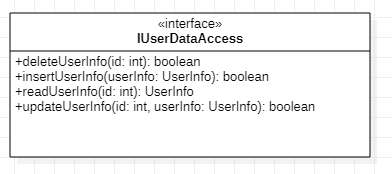 «interface»
IUserDataAccess
+deleteUserInfo(id: int): boolean
+insertUserInfo(userInfo: UserInfo): boolean
+readUserInfo(id: int): UserInfo
+updateUserInfo(id: int, userInfo: UserInfo): boolean